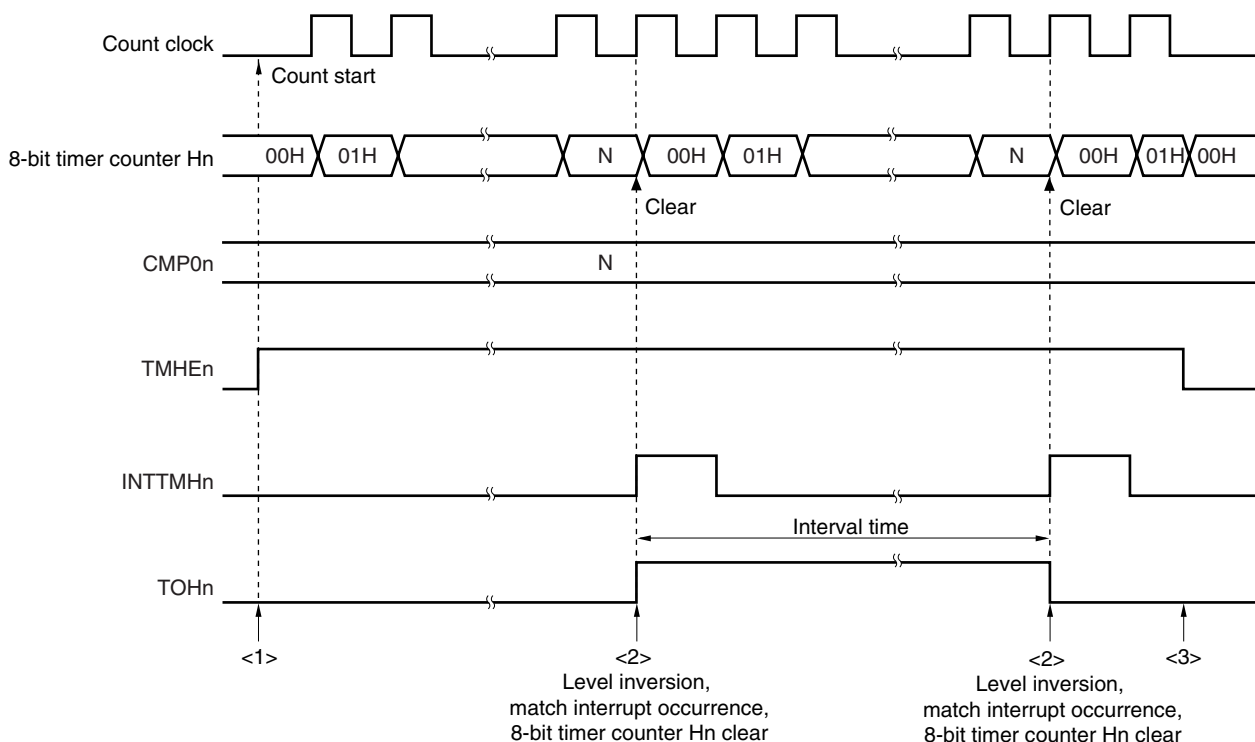 Count clock
Count start
8-bit timer counter Hn
00H 01H N 00H 01H N 00H 01H 00H
Clear Clear
CMP0n
N
TMHEn
INTTMHn
Interval time
TOHn
<1> <2> <2> <3>
Level inversion,
match interrupt occurrence,
8-bit timer counter Hn clear
Level inversion,
match interrupt occurrence,
8-bit timer counter Hn clear